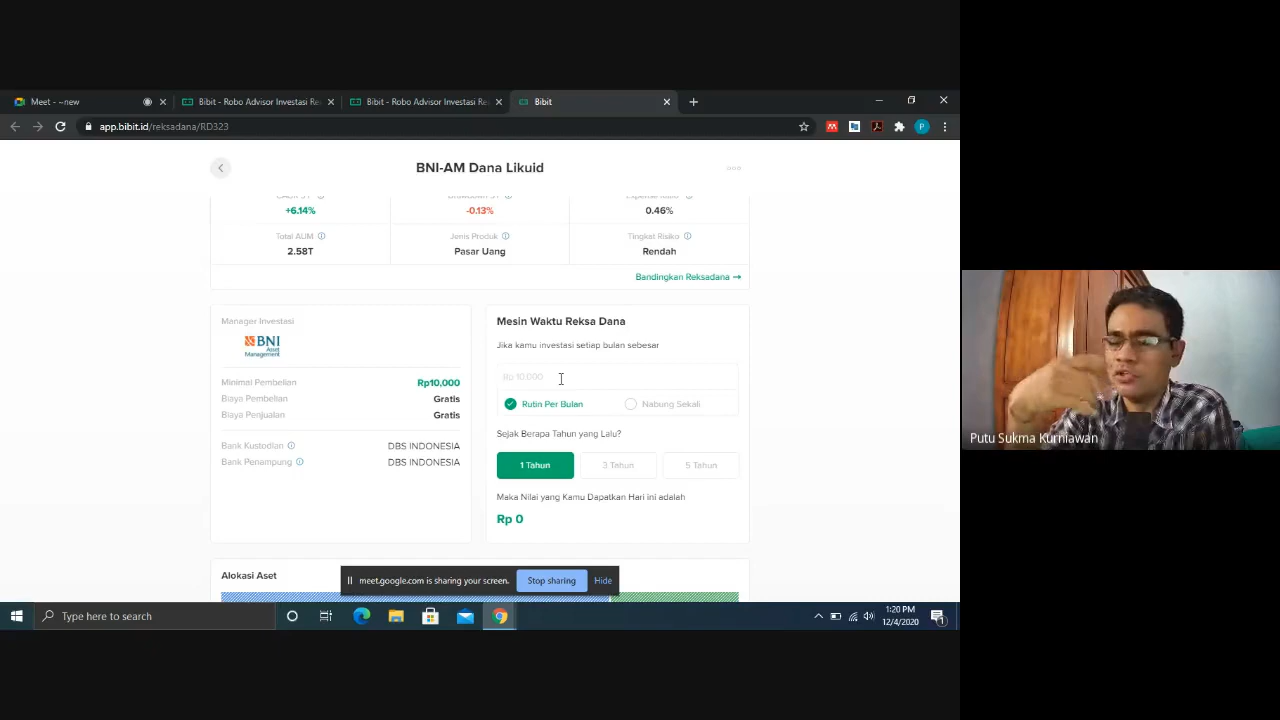 Meet - ~new
Bibit - Robo Advisor Investasi Re
Bibit - Robo Advisor Investasi Re
Bibit
app.bibit.id/reksadana/RD323
BNI-AM Dana Likuid
+6.14%
-0.13%
0.46%
Total AUM
Jenis Produk
Tingkat Risiko
2.58T
Pasar Uang
Rendah
Bandingkan Reksadana →
Manager Investasi
BNI
Asset
Management
Minimal Pembelian Rp10,000
Biaya Pembelian Gratis
Biaya Penjualan Gratis
Bank Kustodian DBS INDONESIA
Bank Penampung DBS INDONESIA
Mesin Waktu Reksa Dana
Jika kamu investasi setiap bulan sebesar
Rp 10.000
Rutin Per Bulan
Nabung Sekali
Sejak Berapa Tahun yang Lalu?
1 Tahun
3 Tahun
5 Tahun
Maka Nilai yang Kamu Dapatkan Hari ini adalah
Rp 0
Alokasi Aset
meet.google.com is sharing your screen.
Stop sharing
Hide
Type here to search
1:20 PM
12/4/2020
Putu Sukma Kurniawan